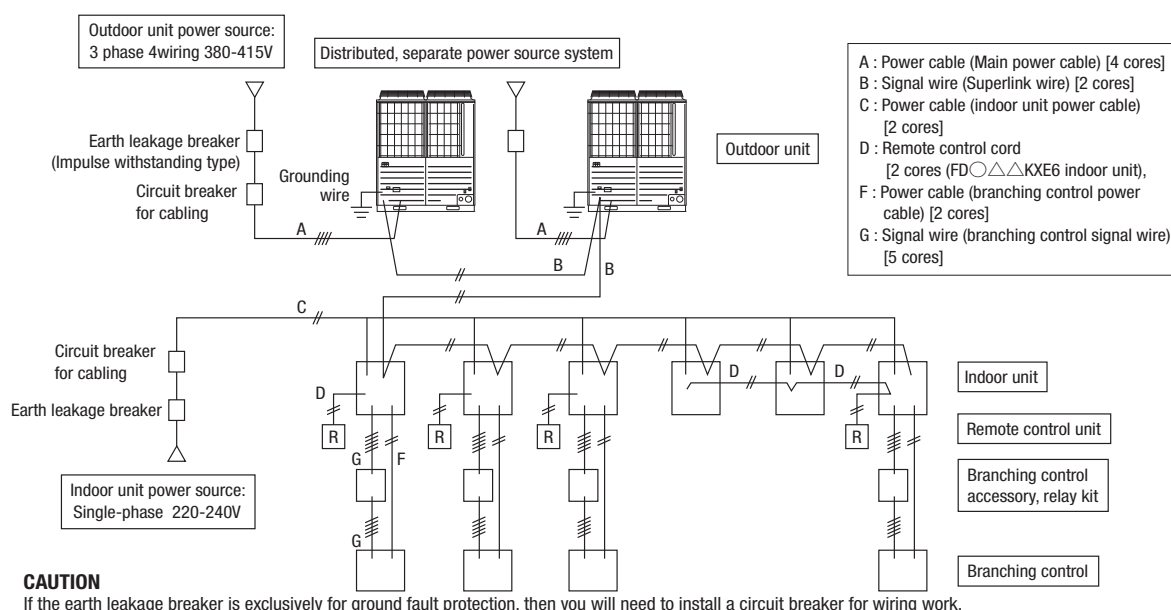 Outdoor unit power source:
3 phase 4wiring 380-415V
Distributed, separate power source system
A : Power cable (Main power cable) [4 cores]
B : Signal wire (Superlink wire) [2 cores]
C : Power cable (indoor unit power cable)
[2 cores]
D : Remote control cord
[2 cores (FD○△△KXE6 indoor unit),
F : Power cable (branching control power
cable) [2 cores]
G : Signal wire (branching control signal wire)
[5 cores]
Earth leakage breaker
(Impulse withstanding type)
Circuit breaker
for cabling
Grounding
wire
Outdoor unit
A
A
B
B
C
Circuit breaker
for cabling
Earth leakage breaker
Indoor unit power source:
Single-phase 220-240V
D
D
D
Indoor unit
R
R
R
R
Remote control unit
G
F
Branching control
accessory, relay kit
G
Branching control
CAUTION
If the earth leakage breaker is exclusively for ground fault protection, then you will need to install a circuit breaker for wiring work.